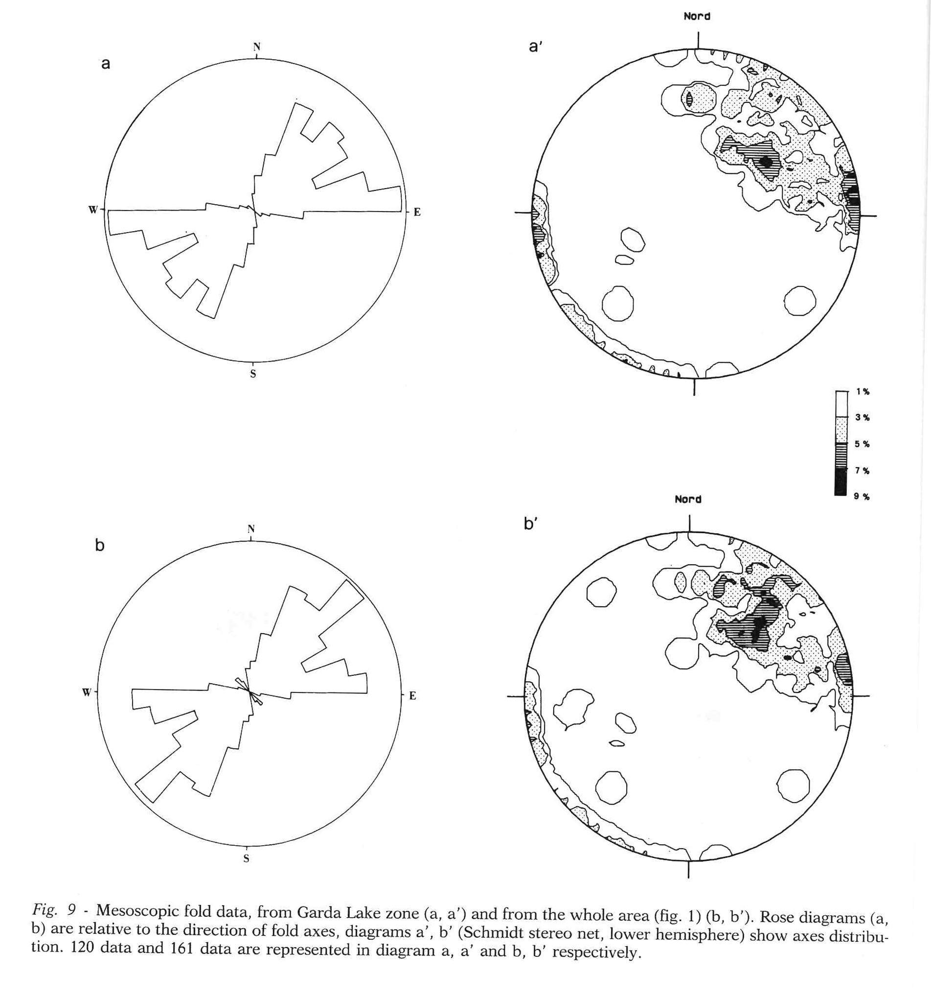 Nord
a
N
W
E
S
a′
1 %
3 %
5 %
7 %
9 %
Nord
b
N
W
E
S
b′
Fig. 9 - Mesoscopic fold data, from Garda Lake zone (a, a’) and from the whole area (fig. 1) (b, b’). Rose diagrams (a,
b) are relative to the direction of fold axes, diagrams a’, b’ (Schmidt stereo net, lower hemisphere) show axes distribu-
tion. 120 data and 161 data are represented in diagram a, a’ and b, b’ respectively.